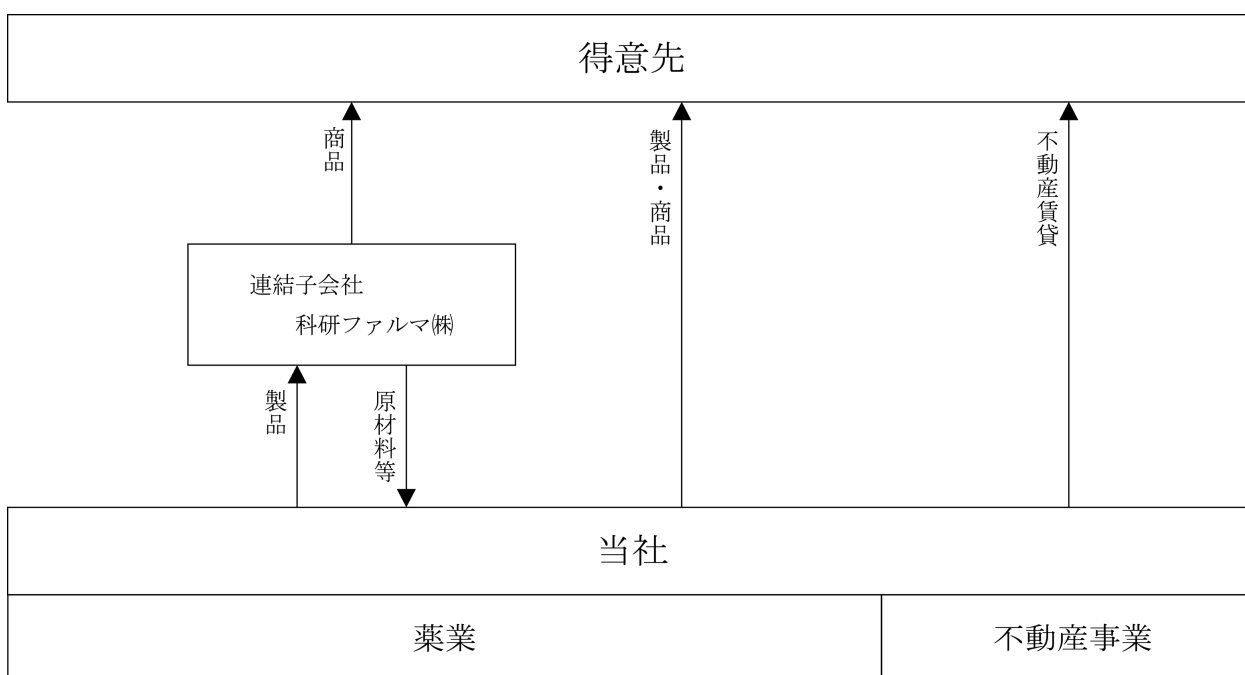 得意先
商品
製品・商品
不動産賃貸
連結子会社
科研ファルマ㈱
製品
原材料等
当社
薬業
不動産事業